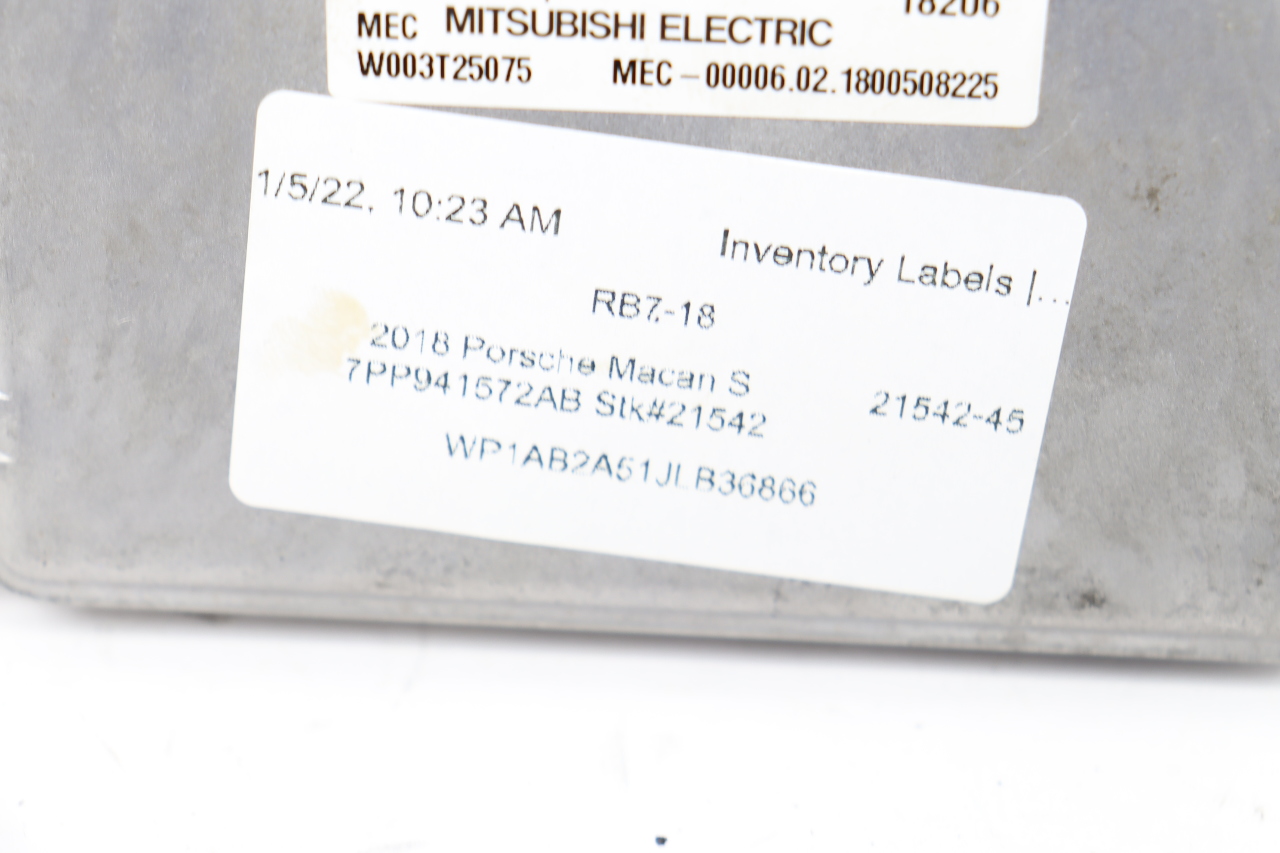 18206
MEC MITSUBISHI ELECTRIC
W003T25075 MEC-00006.02.1800508225
1/5/22, 10:23 AM
Inventory Labels |...
RB7-18
2018 Porsche Macan S
7PP941572AB Stk#21542
21542-45
WP1AB2A51JLB36866